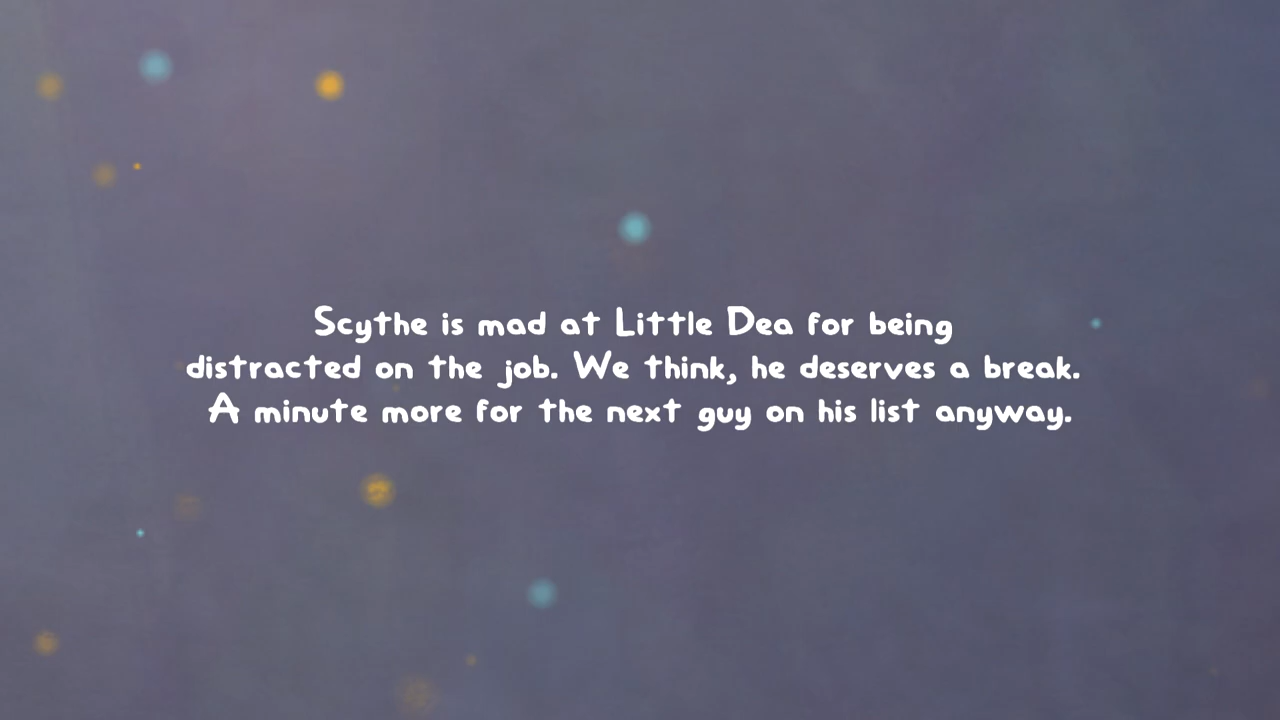 Scythe is mad at Little Dea for being
distracted on the job. We think, he deserves a break.
A minute more for the next guy on his list anyway.